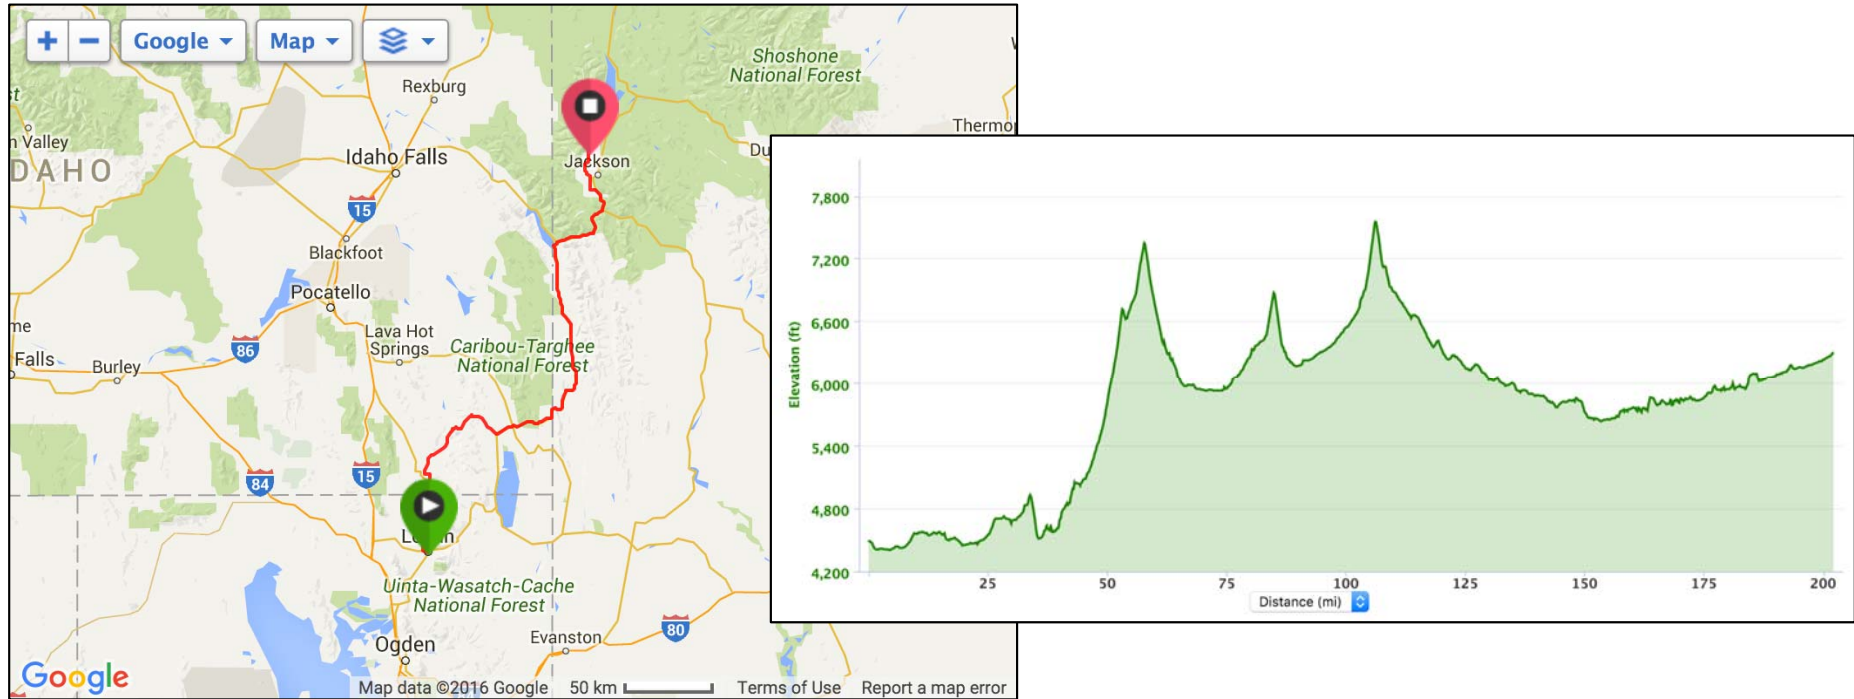 + −
Google
Map
Shoshone
National Forest
Rexburg
st
n Valley
DAHO
Thermo
Idaho Falls
Jackson
Du
15
Blackfoot
Pocatello
me
Lava Hot
Springs
Caribou-Targhee
National Forest
86
Falls
Burley
15
84
Uinta-Wasatch-Cache
National Forest
Ogden
Evanston
80
Google
Map data ©2016 Google
50 km
Terms of Use
Report a map error
Elevation (ft)
7,800
7,200
6,600
6,000
5,400
4,800
4,200
25 50 75 100 125 150 175 200
Distance (mi)